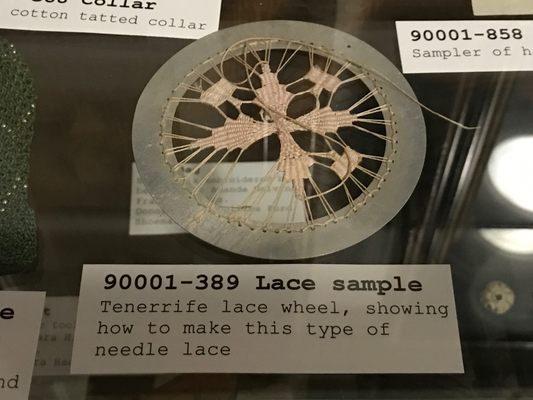 collar
cotton tatted collar
90001-858
Sampler of h
90001-389 Lace sample
Tenerrife lace wheel, showing
how to make this type of
needle lace